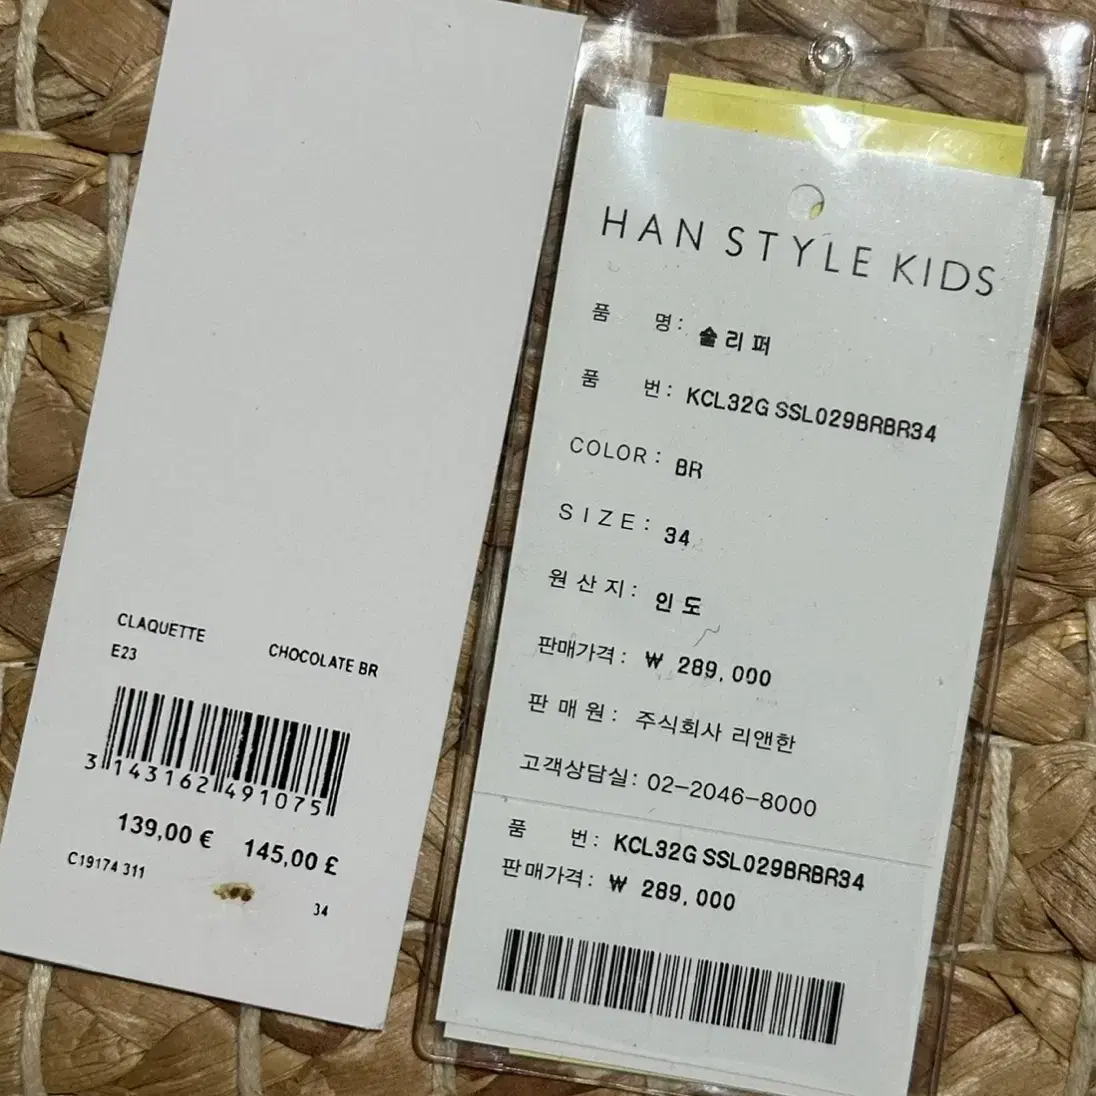 CLAQUETTE
E23 CHOCOLATE BR
3 143162 491075
139,00 € 145,00 £
C19174 311
34
HAN STYLE KIDS
품 명: 슬리퍼
품 번: KCL32G SSL029BRBR34
COLOR: BR
SIZE: 34
원산지: 인도
판매가격: ₩ 289,000
판매원: 주식회사 리앤한
고객상담실: 02-2046-8000
품 번: KCL32G SSL029BRBR34
판매가격: ₩ 289,000